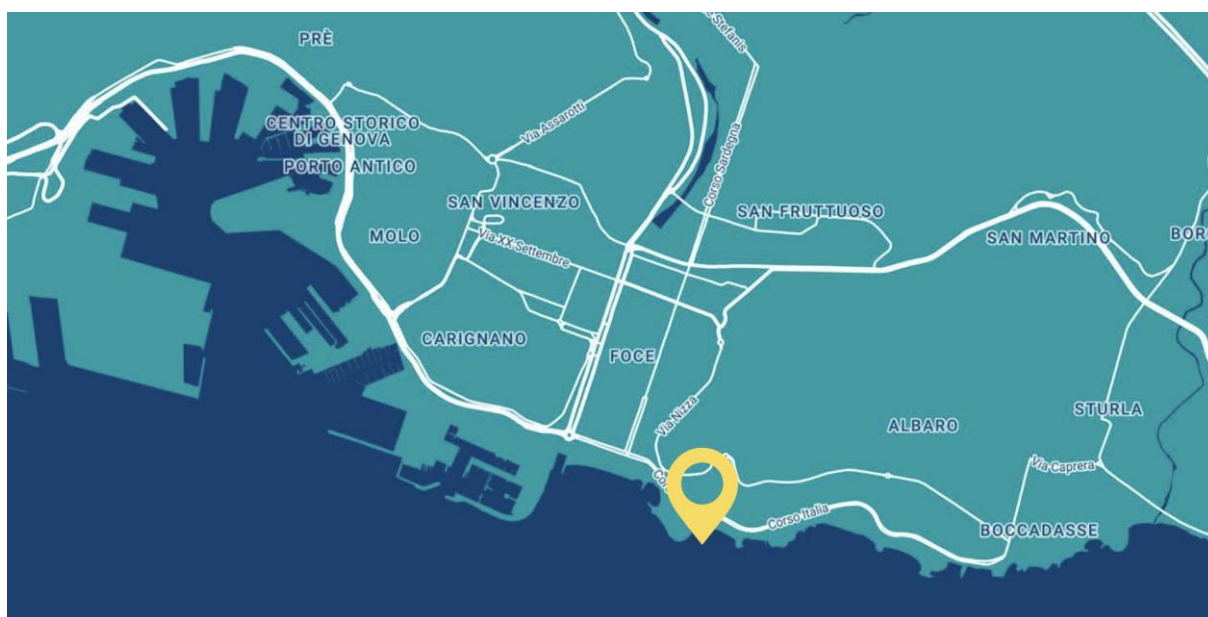 PRÈ
Via Assarotti
CENTRO STORICO
DI GENOVA
PORTO ANTICO
Corso Sardegna
SAN VINCENZO
SAN FRUTTUOSO
MOLO
Via XX Settembre
SAN MARTINO
CARIGNANO
FOCE
Via Nizza
ALBARO
STURLA
Via Caprera
Corso Italia
BOCCADASSE